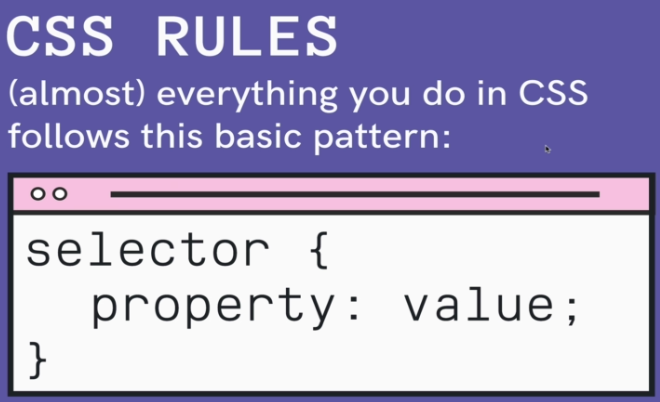 CSS RULES
(almost) everything you do in CSS
follows this basic pattern:
selector {
  property: value;
}